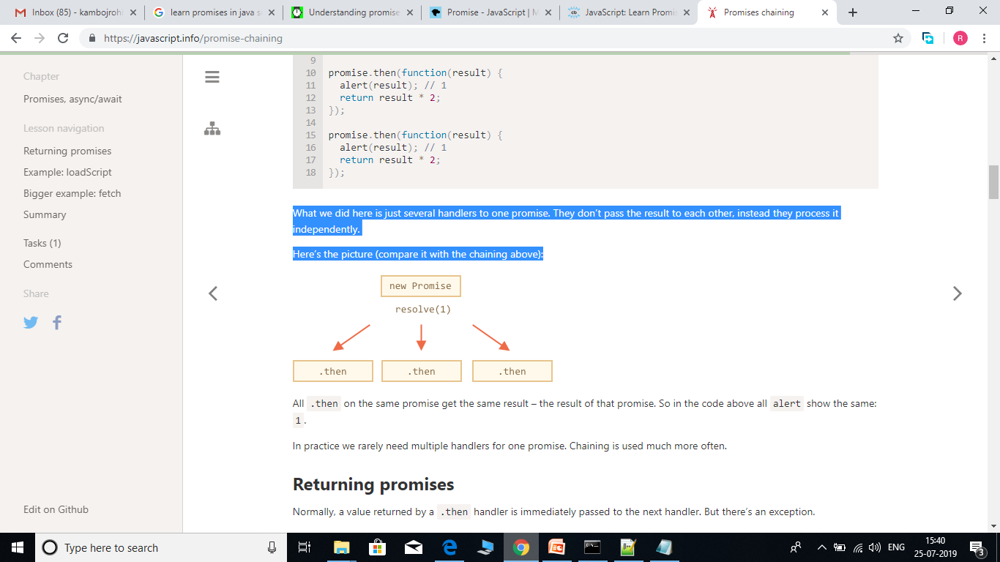 Inbox (85) - kambojrohi
learn promises in java s
Understanding promise
Promise - JavaScript | M
JavaScript: Learn Promi
Promises chaining
https://javascript.info/promise-chaining
R
Chapter
Promises, async/await
Lesson navigation
Returning promises
Example: loadScript
Bigger example: fetch
Summary
Tasks (1)
Comments
Share
Edit on Github
9
10 promise.then(function(result) {
11 alert(result); // 1
12 return result * 2;
13 });
14
15 promise.then(function(result) {
16 alert(result); // 1
17 return result * 2;
18 });
What we did here is just several handlers to one promise. They don’t pass the result to each other, instead they process it
independently.
Here’s the picture (compare it with the chaining above):
new Promise
resolve(1)
.then .then .then
All .then on the same promise get the same result – the result of that promise. So in the code above all alert show the same:
1.
In practice we rarely need multiple handlers for one promise. Chaining is used much more often.
Returning promises
Normally, a value returned by a .then handler is immediately passed to the next handler. But there’s an exception.
Type here to search
ENG
15:40
25-07-2019
3